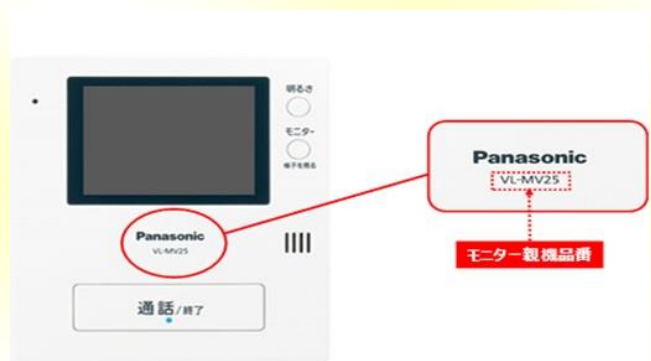 明るさ
モニター
様子を見る
Panasonic
VL-MV25
通話/終了
Panasonic
VL-MV25
モニター親機品番